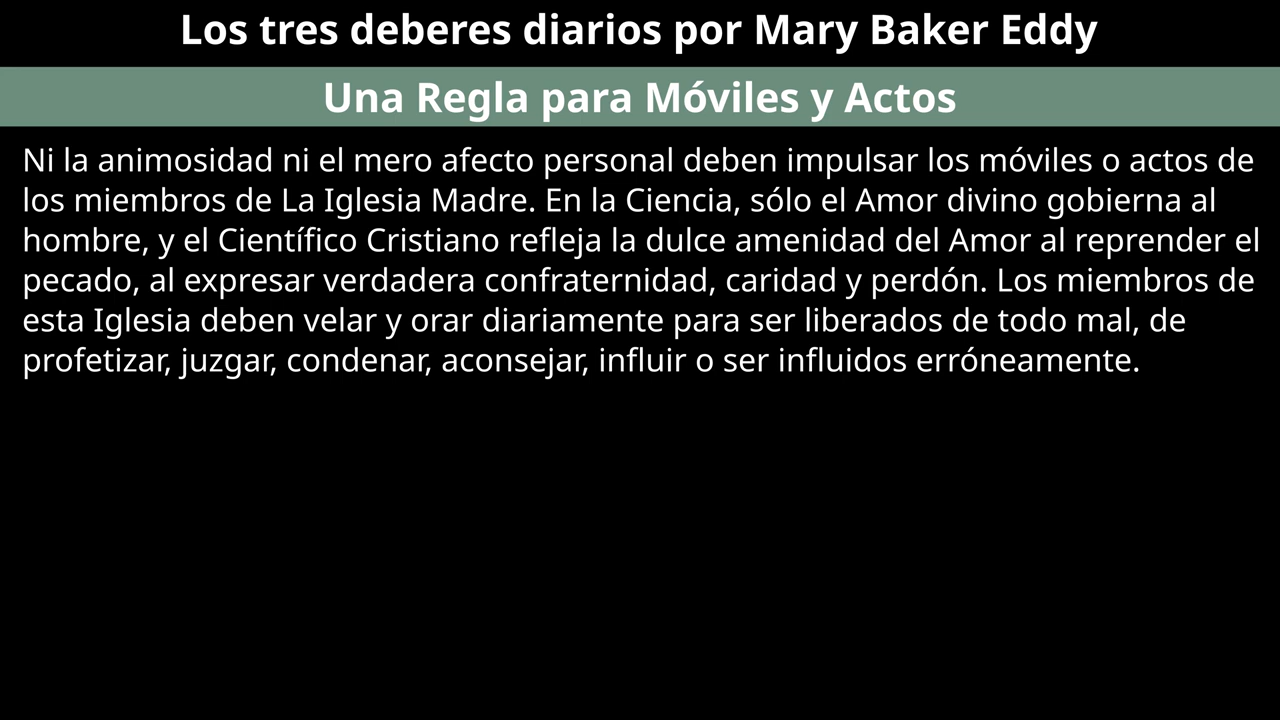 Los tres deberes diarios por Mary Baker Eddy
Una Regla para Móviles y Actos
Ni la animosidad ni el mero afecto personal deben impulsar los móviles o actos de
los miembros de La Iglesia Madre. En la Ciencia, sólo el Amor divino gobierna al
hombre, y el Científico Cristiano refleja la dulce amenidad del Amor al reprender el
pecado, al expresar verdadera confraternidad, caridad y perdón. Los miembros de
esta Iglesia deben velar y orar diariamente para ser liberados de todo mal, de
profetizar, juzgar, condenar, aconsejar, influir o ser influidos erróneamente.